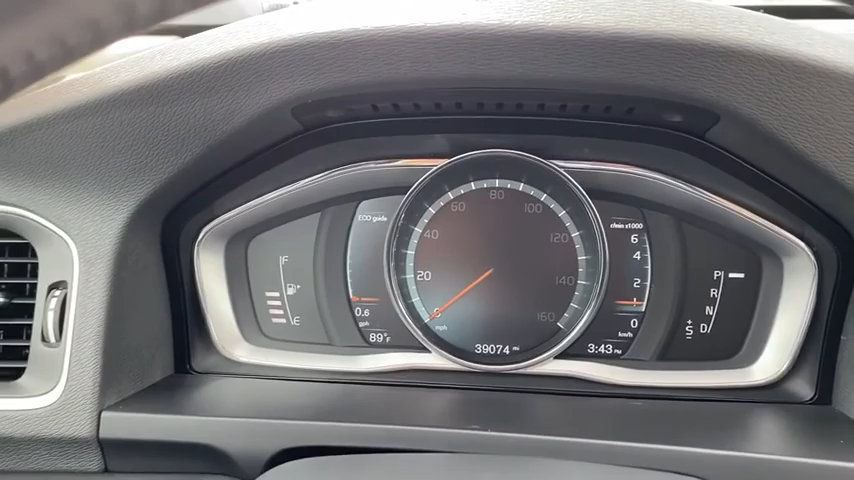 F
E
ECO guide
0.6
gph
89°F
0
20
40
60
80
100
120
140
160
mph
39074 mi
r/min x1000
6
4
2
0
km/h
3:43 PM
P
R
N
D
+
S
-